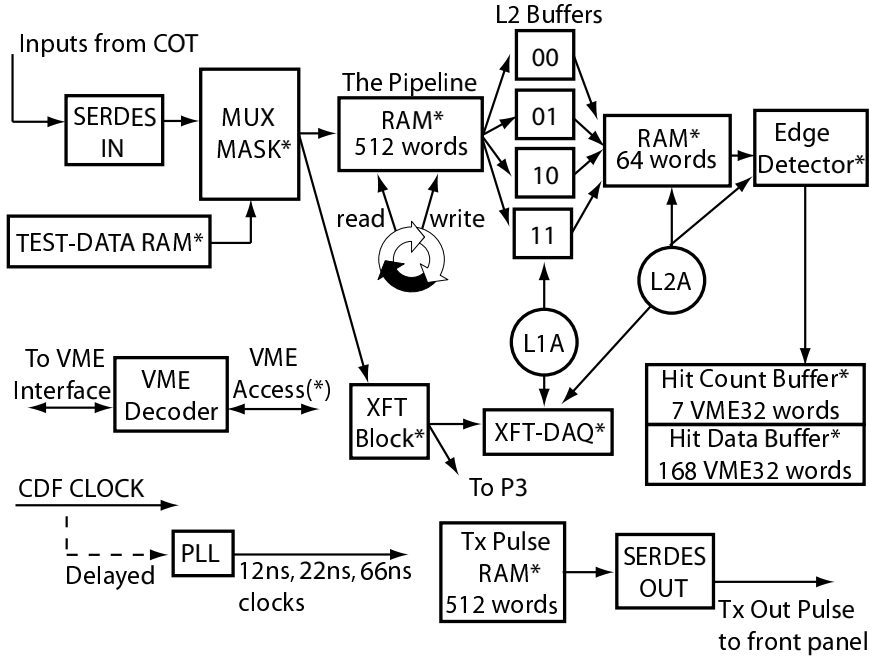 L2 Buffers
Inputs from COT
00
The Pipeline
SERDES
IN
MUX
MASK*
RAM*
512 words
01
RAM*
64 words
Edge
Detector*
10
read
write
11
TEST-DATA RAM*
L2A
L1A
To VME
Interface
VME
Decoder
VME
Access(*)
XFT
Block*
XFT-DAQ*
Hit Count Buffer*
7 VME32 words
Hit Data Buffer*
168 VME32 words
To P3
CDF CLOCK
Delayed
PLL
12ns, 22ns, 66ns
clocks
Tx Pulse
RAM*
512 words
SERDES
OUT
Tx Out Pulse
to front panel